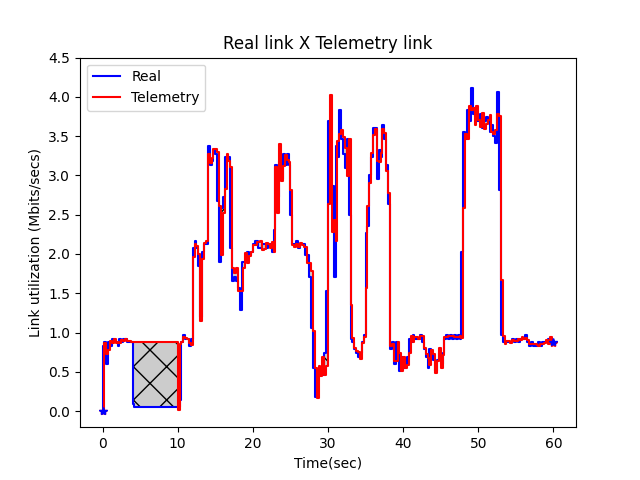 Real link X Telemetry link
Real
Telemetry
Link utilization (Mbits/secs)
4.5
4.0
3.5
3.0
2.5
2.0
1.5
1.0
0.5
0.0
0 10 20 30 40 50 60
Time(sec)